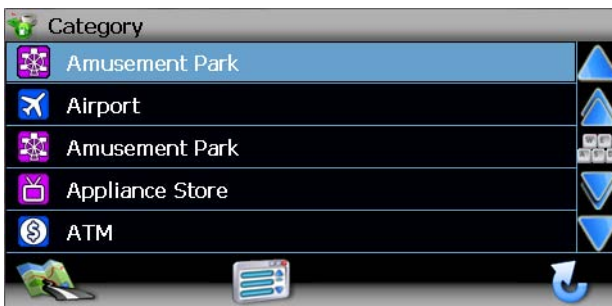 Category
Amusement Park
Airport
Amusement Park
Appliance Store
ATM